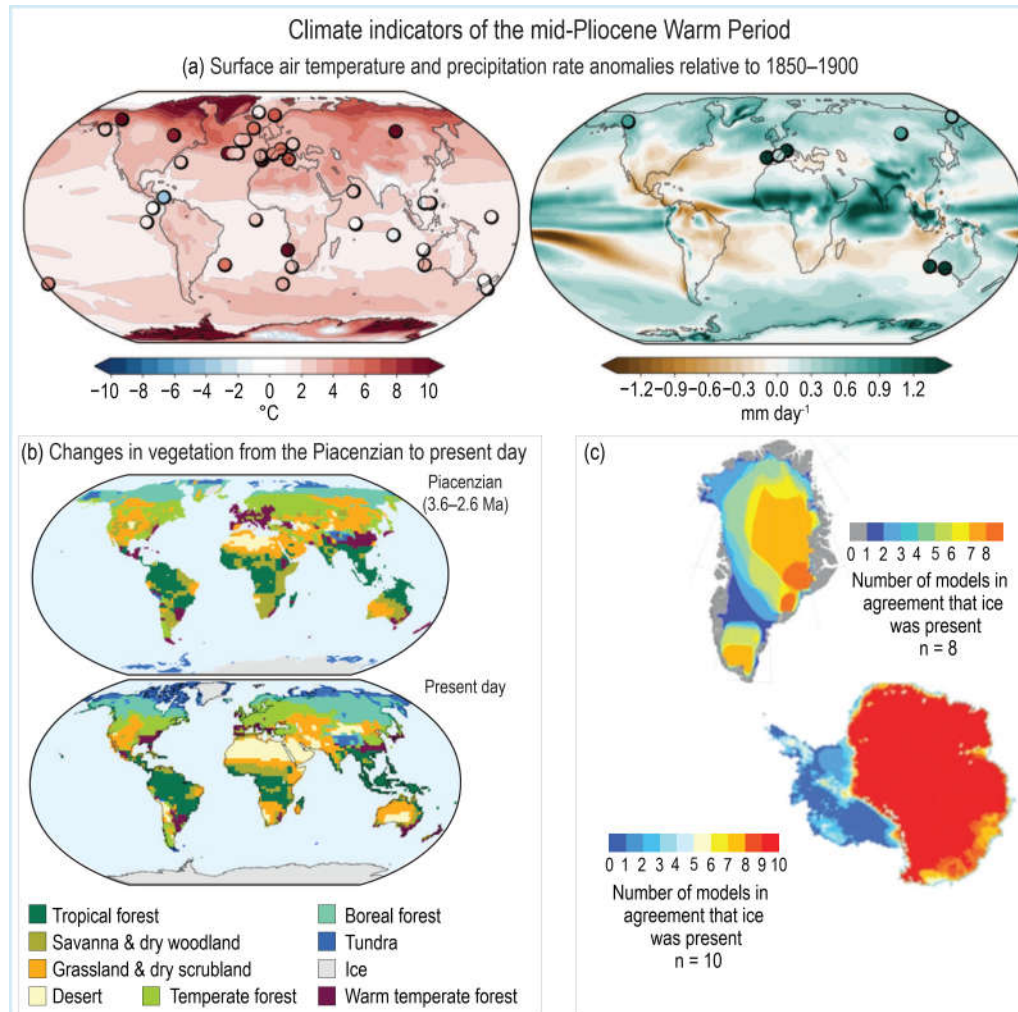 Climate indicators of the mid-Pliocene Warm Period
(a) Surface air temperature and precipitation rate anomalies relative to 1850–1900
−10 −8 −6 −4 −2 0 2 4 6 8 10
°C
−1.2 −0.9 −0.6 −0.3 0.0 0.3 0.6 0.9 1.2
mm day⁻¹
(b) Changes in vegetation from the Piacenzian to present day
Piacenzian
(3.6–2.6 Ma)
Present day
Tropical forest
Boreal forest
Savanna & dry woodland
Tundra
Grassland & dry scrubland
Ice
Desert
Temperate forest
Warm temperate forest
(c)
0 1 2 3 4 5 6 7 8
Number of models in
agreement that ice
was present
n = 8
0 1 2 3 4 5 6 7 8 9 10
Number of models in
agreement that ice
was present
n = 10